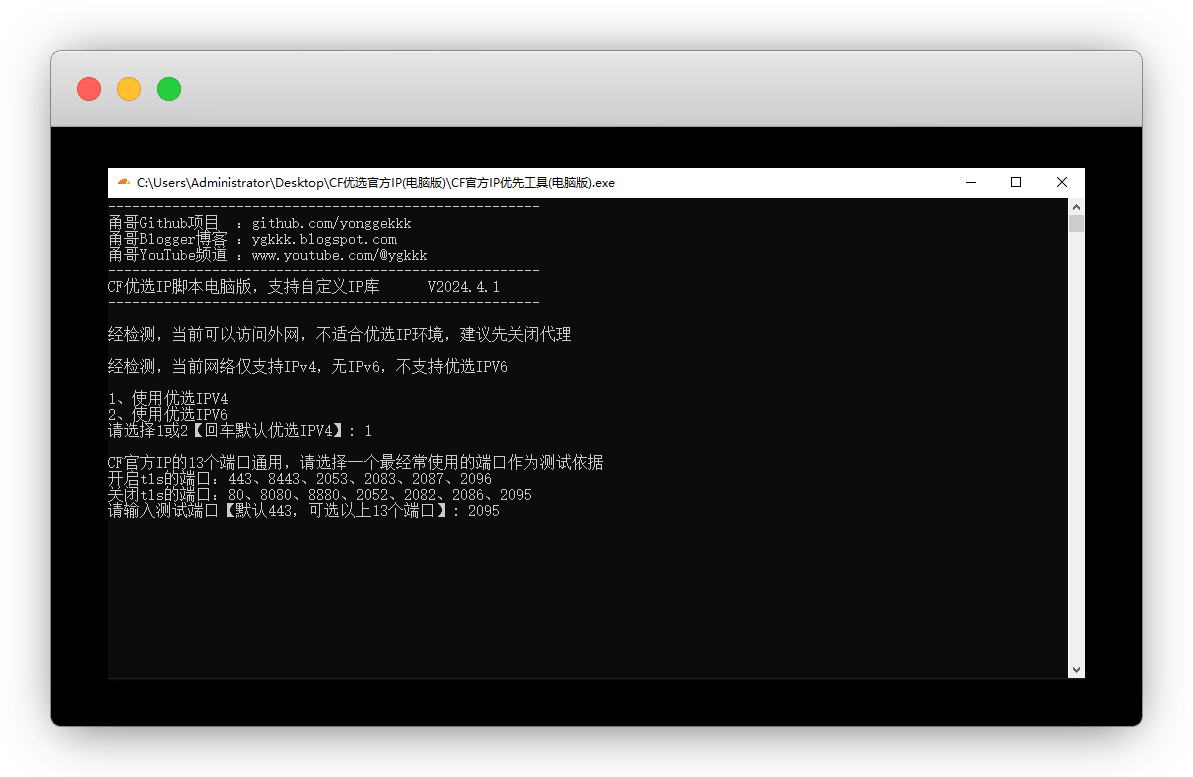 C:\Users\Administrator\Desktop\CF优选官方IP(电脑版)\CF官方IP优先工具(电脑版).exe
------------------------------------------------------
甬哥Github项目 : github.com/yonggekkk
甬哥Blogger博客 : ygkkk.blogspot.com
甬哥YouTube频道 : www.youtube.com/@ygkkk
------------------------------------------------------
CF优选IP脚本电脑版，支持自定义IP库 V2024.4.1
------------------------------------------------------
经检测，当前可以访问外网，不适合优选IP环境，建议先关闭代理
经检测，当前网络仅支持IPv4，无IPv6，不支持优选IPV6
1、使用优选IPV4
2、使用优选IPV6
请选择1或2【回车默认优选IPV4】: 1
CF官方IP的13个端口通用，请选择一个最经常使用的端口作为测试依据
开启tls的端口：443、8443、2053、2083、2087、2096
关闭tls的端口：80、8080、8880、2052、2082、2086、2095
请输入测试端口【默认443，可选以上13个端口】: 2095